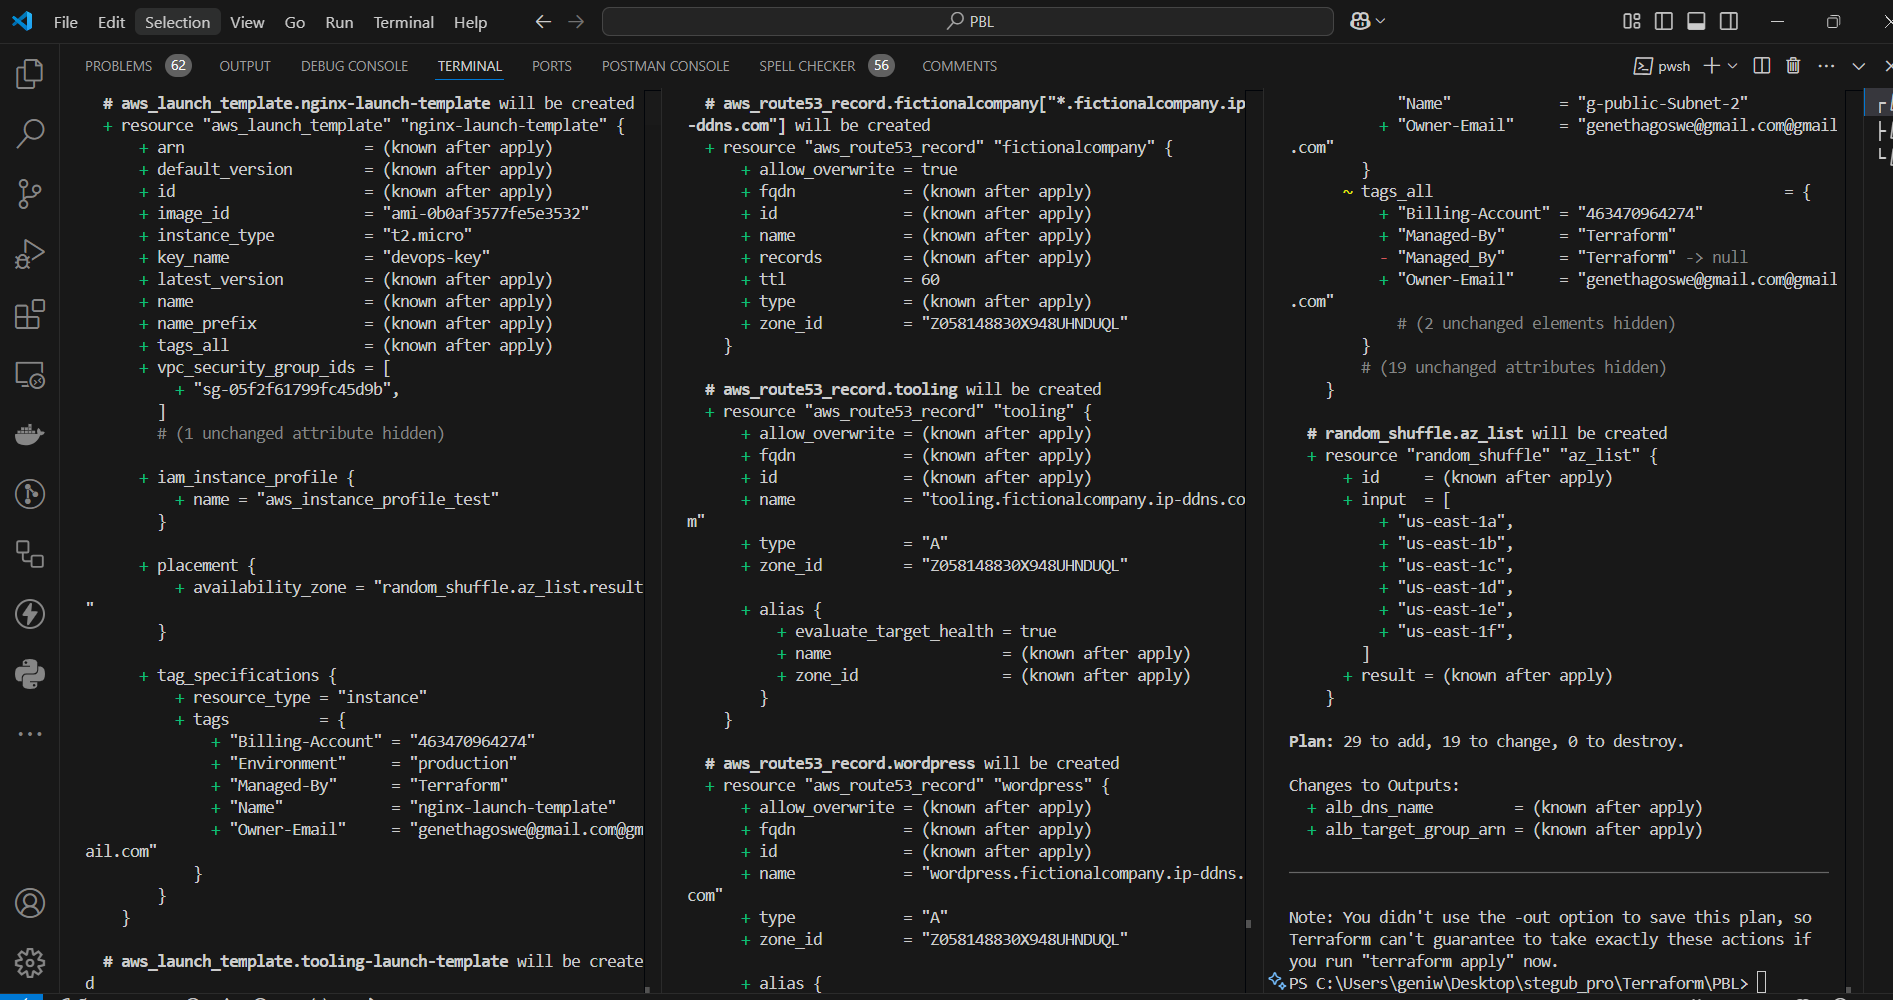 File Edit Selection View Go Run Terminal Help PBL
PROBLEMS 62 OUTPUT DEBUG CONSOLE TERMINAL PORTS POSTMAN CONSOLE SPELL CHECKER 56 COMMENTS pwsh
# aws_launch_template.nginx-launch-template will be created
+ resource "aws_launch_template" "nginx-launch-template" {
+ arn = (known after apply)
+ default_version = (known after apply)
+ id = (known after apply)
+ image_id = "ami-0b0af3577fe5e3532"
+ instance_type = "t2.micro"
+ key_name = "devops-key"
+ latest_version = (known after apply)
+ name = (known after apply)
+ name_prefix = (known after apply)
+ tags_all = (known after apply)
+ vpc_security_group_ids = [
+ "sg-05f2f61799fc45d9b",
]
# (1 unchanged attribute hidden)
+ iam_instance_profile {
+ name = "aws_instance_profile_test"
}
+ placement {
+ availability_zone = "random_shuffle.az_list.result
"
}
+ tag_specifications {
+ resource_type = "instance"
+ tags = {
+ "Billing-Account" = "463470964274"
+ "Environment" = "production"
+ "Managed-By" = "Terraform"
+ "Name" = "nginx-launch-template"
+ "Owner-Email" = "genethagoswe@gmail.com@gm
ail.com"
}
}
}
# aws_launch_template.tooling-launch-template will be create
d
# aws_route53_record.fictionalcompany["*.fictionalcompany.ip
-ddns.com"] will be created
+ resource "aws_route53_record" "fictionalcompany" {
+ allow_overwrite = true
+ fqdn = (known after apply)
+ id = (known after apply)
+ name = (known after apply)
+ records = (known after apply)
+ ttl = 60
+ type = (known after apply)
+ zone_id = "Z058148830X948UHNDUQL"
}
# aws_route53_record.tooling will be created
+ resource "aws_route53_record" "tooling" {
+ allow_overwrite = (known after apply)
+ fqdn = (known after apply)
+ id = (known after apply)
+ name = "tooling.fictionalcompany.ip-ddns.co
m"
+ type = "A"
+ zone_id = "Z058148830X948UHNDUQL"
+ alias {
+ evaluate_target_health = true
+ name = (known after apply)
+ zone_id = (known after apply)
}
}
# aws_route53_record.wordpress will be created
+ resource "aws_route53_record" "wordpress" {
+ allow_overwrite = (known after apply)
+ fqdn = (known after apply)
+ id = (known after apply)
+ name = "wordpress.fictionalcompany.ip-ddns.
com"
+ type = "A"
+ zone_id = "Z058148830X948UHNDUQL"
+ alias {
"Name" = "g-public-Subnet-2"
+ "Owner-Email" = "genethagoswe@gmail.com@gmail
.com"
}
~ tags_all = {
+ "Billing-Account" = "463470964274"
+ "Managed-By" = "Terraform"
- "Managed_By" = "Terraform" -> null
+ "Owner-Email" = "genethagoswe@gmail.com@gmail
.com"
# (2 unchanged elements hidden)
}
# (19 unchanged attributes hidden)
}
# random_shuffle.az_list will be created
+ resource "random_shuffle" "az_list" {
+ id = (known after apply)
+ input = [
+ "us-east-1a",
+ "us-east-1b",
+ "us-east-1c",
+ "us-east-1d",
+ "us-east-1e",
+ "us-east-1f",
]
+ result = (known after apply)
}
Plan: 29 to add, 19 to change, 0 to destroy.
Changes to Outputs:
+ alb_dns_name = (known after apply)
+ alb_target_group_arn = (known after apply)
Note: You didn't use the -out option to save this plan, so
Terraform can't guarantee to take exactly these actions if
you run "terraform apply" now.
PS C:\Users\geniw\Desktop\stegub_pro\Terraform\PBL>